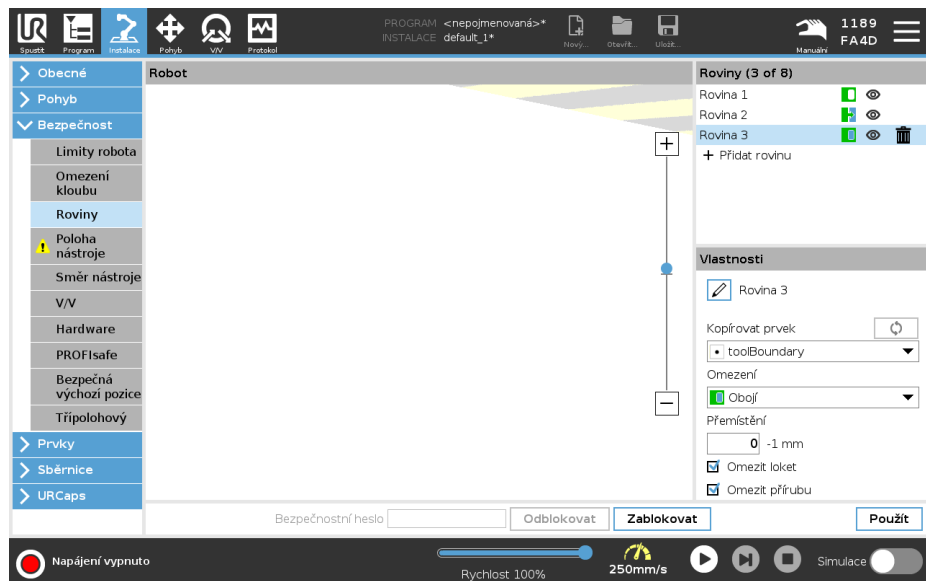 PROGRAM <nepojmenovaná>*
INSTALACE default_1*
Spustit
Program
Instalace
Pohyb
V/V
Protokol
Nový...
Otevřít...
Uložit...
Manuální
1189
FA4D
Obecné
Pohyb
Bezpečnost
Limity robota
Omezení
kloubu
Roviny
Poloha
nástroje
Směr nástroje
V/V
Hardware
PROFIsafe
Bezpečná
výchozí pozice
Třípolohový
Prvky
Sběrnice
URCaps
Robot
Roviny (3 of 8)
Rovina 1
Rovina 2
Rovina 3
+ Přidat rovinu
Vlastnosti
Rovina 3
Kopírovat prvek
toolBoundary
Omezení
Obojí
Přemístění
0 -1 mm
Omezit loket
Omezit přírubu
Bezpečnostní heslo
Odblokovat
Zablokovat
Použít
Napájení vypnuto
Rychlost 100%
250mm/s
Simulace